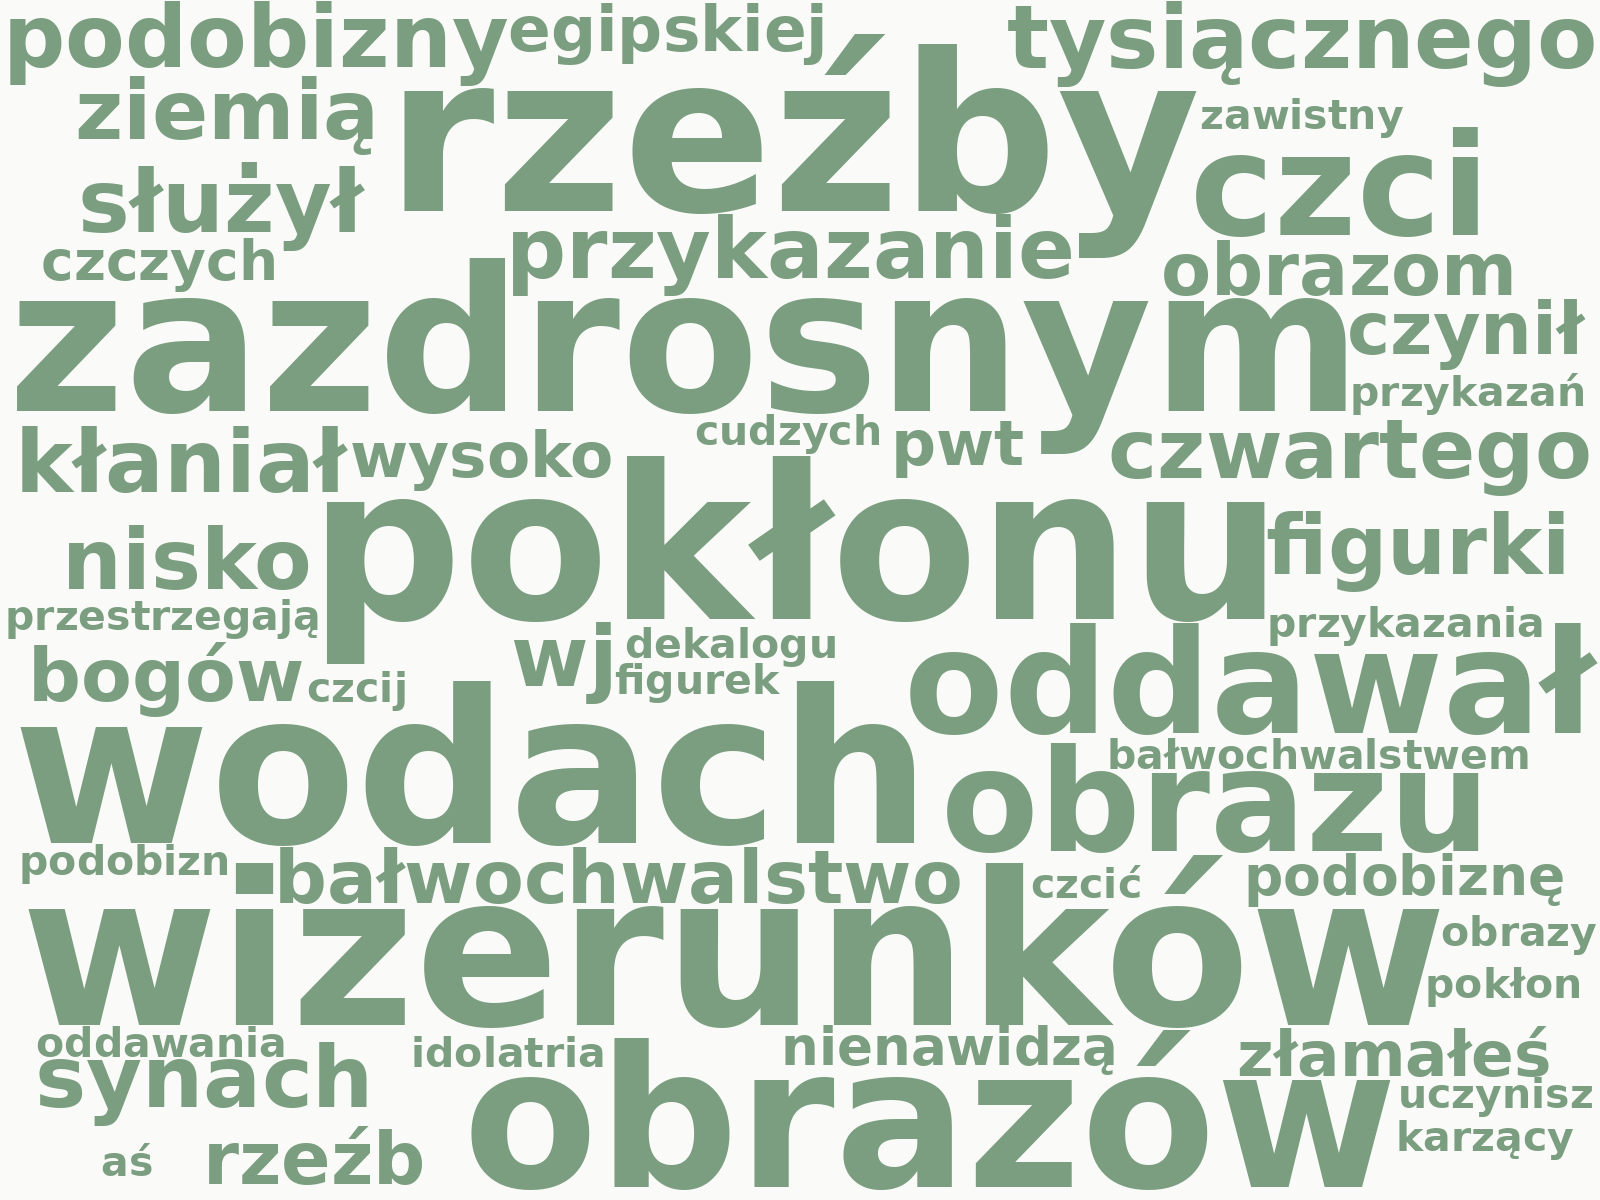 podobizny egipskiej tysiącznego
ziemią rzeźby zawistny
służył czci
czczych przykazanie obrazom
zazdrosnym czynił
przykazań
kłaniał wysoko cudzych pwt czwartego
nisko pokłonu figurki
przestrzegają przykazania
bogów czcij wj dekalogu oddawał
figurek
wodach bałwochwalstwem
obrazu
podobizn bałwochwalstwo czcić podobiznę
wizerunków obrazy
pokłon
oddawania idolatria nienawidzą złamałeś
synach obrazów uczynisz
aś rzeźb karzący